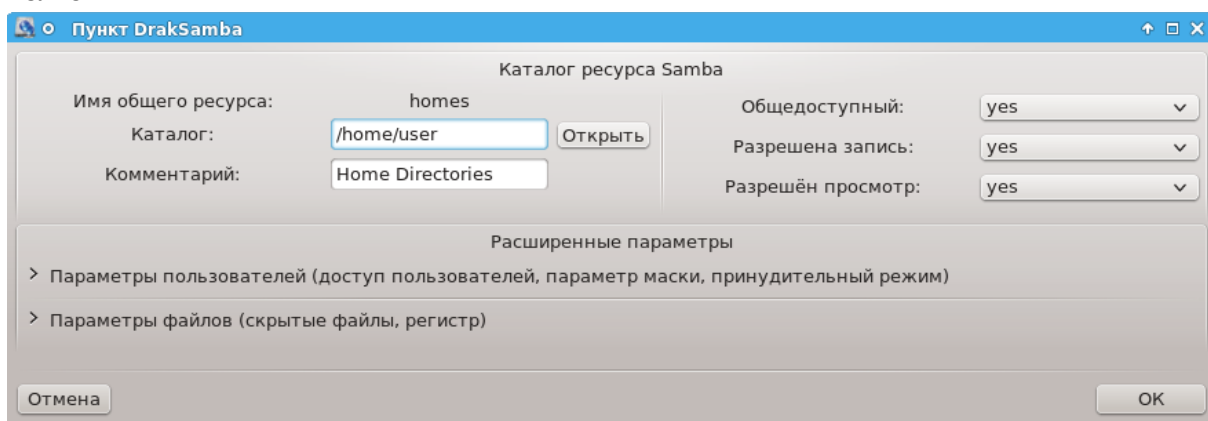 Пункт DrakSamba
Каталог ресурса Samba
Имя общего ресурса: homes
Каталог: /home/user Открыть
Комментарий: Home Directories
Общедоступный: yes
Разрешена запись: yes
Разрешён просмотр: yes
Расширенные параметры
Параметры пользователей (доступ пользователей, параметр маски, принудительный режим)
Параметры файлов (скрытые файлы, регистр)
Отмена OK